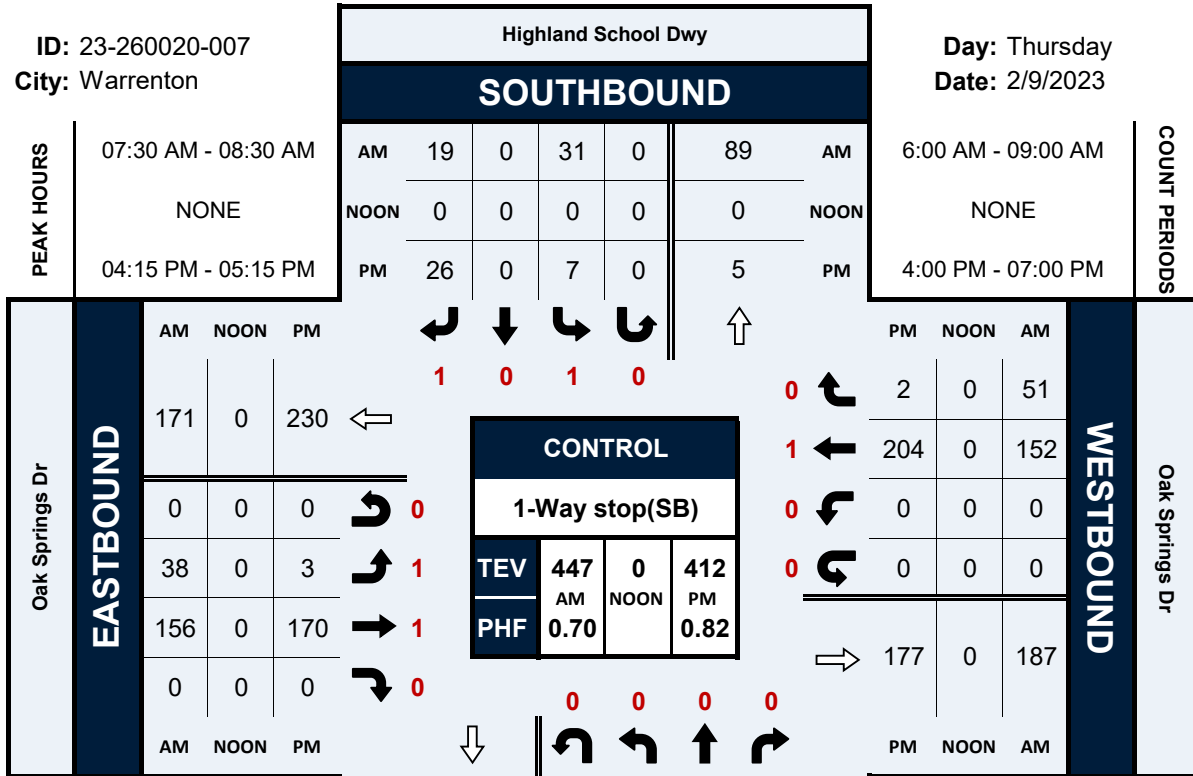 Highland School Dwy
ID: 23-260020-007
Day: Thursday
City: Warrenton
Date: 2/9/2023
SOUTHBOUND
PEAK HOURS
07:30 AM - 08:30 AM
NONE
04:15 PM - 05:15 PM
AM 19 0 31 0 89 AM
NOON 0 0 0 0 0 NOON
PM 26 0 7 0 5 PM
6:00 AM - 09:00 AM
NONE
4:00 PM - 07:00 PM
COUNT PERIODS
1 0 1 0
Oak Springs Dr
EASTBOUND
AM NOON PM
171 0 230
0 0 0 0
38 0 3 1
156 0 170 1
0 0 0 0
AM NOON PM
CONTROL
1-Way stop(SB)
TEV 447 0 412
AM NOON PM
PHF 0.70 0.82
0 0 0 0
PM NOON AM
0 2 0 51
1 204 0 152
0 0 0 0
0 0 0 0
177 0 187
PM NOON AM
WESTBOUND
Oak Springs Dr